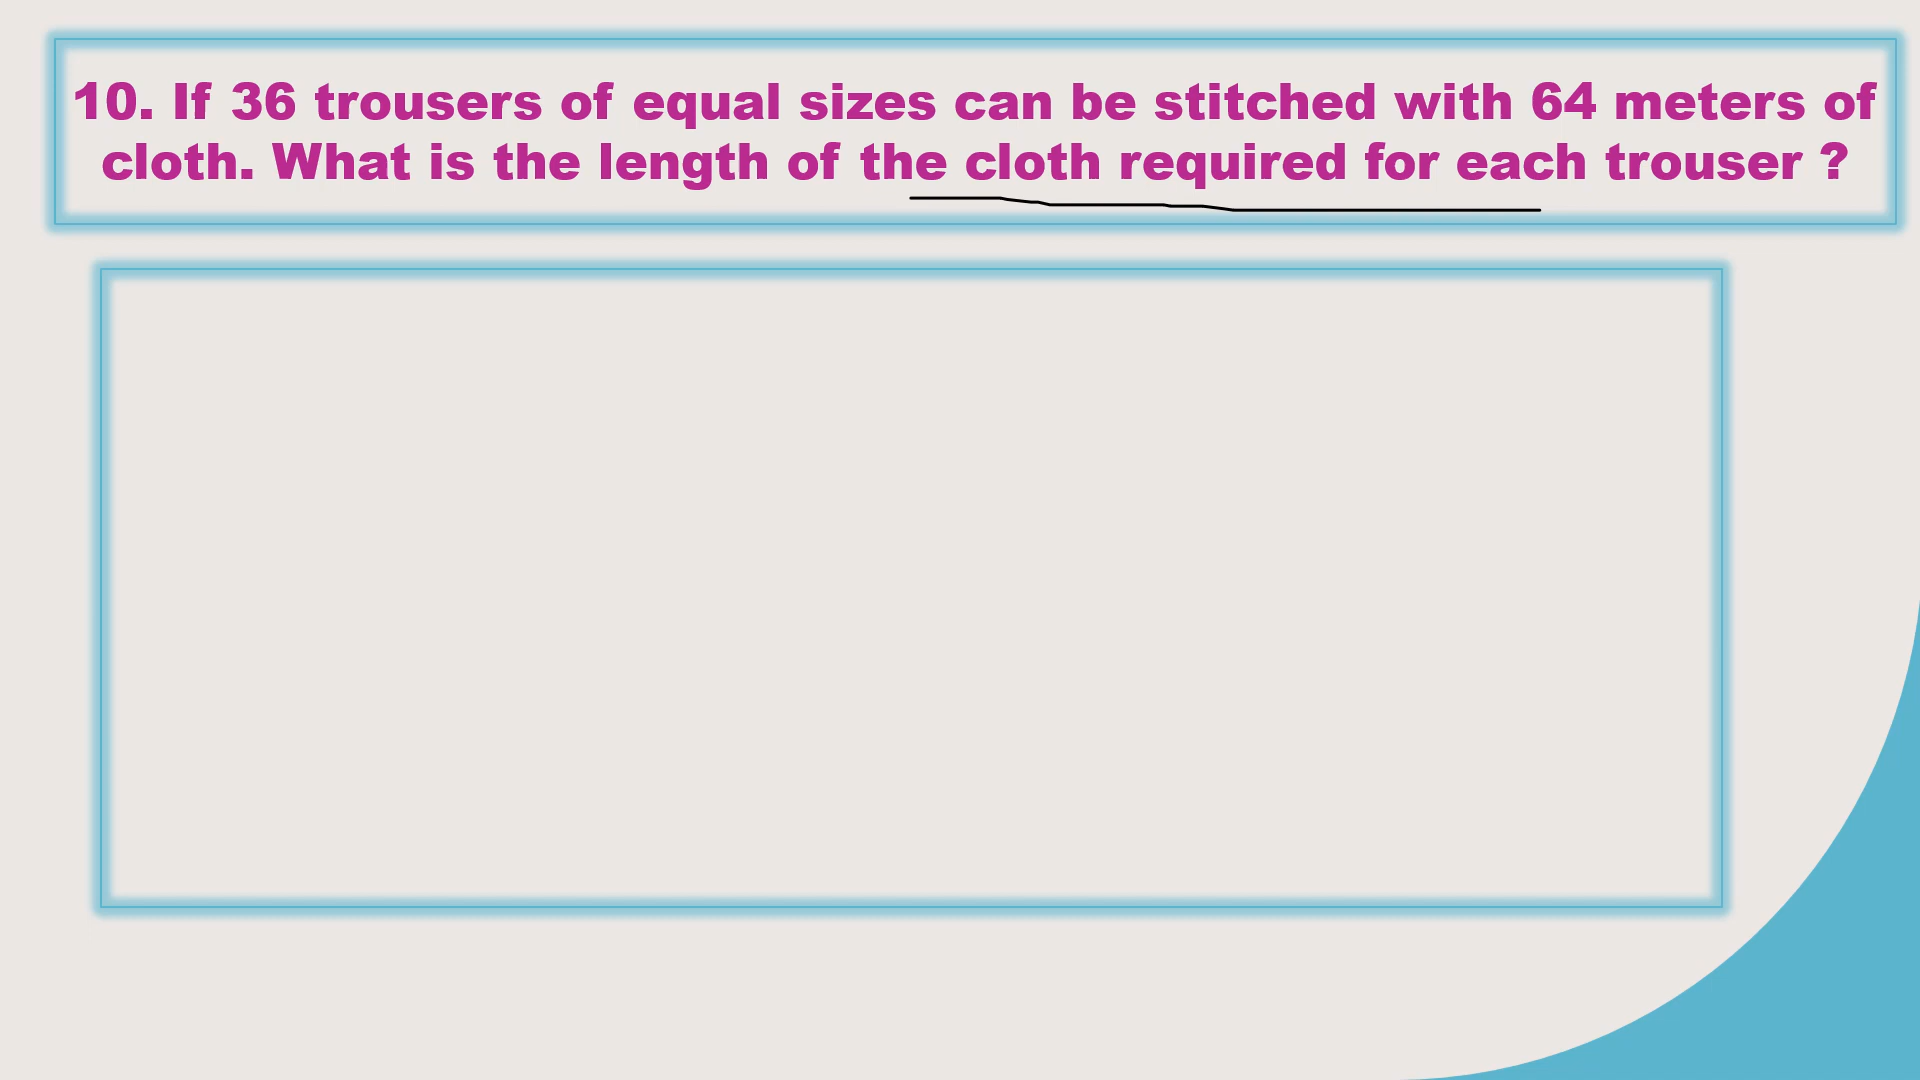 10. If 36 trousers of equal sizes can be stitched with 64 meters of
cloth. What is the length of the cloth required for each trouser ?